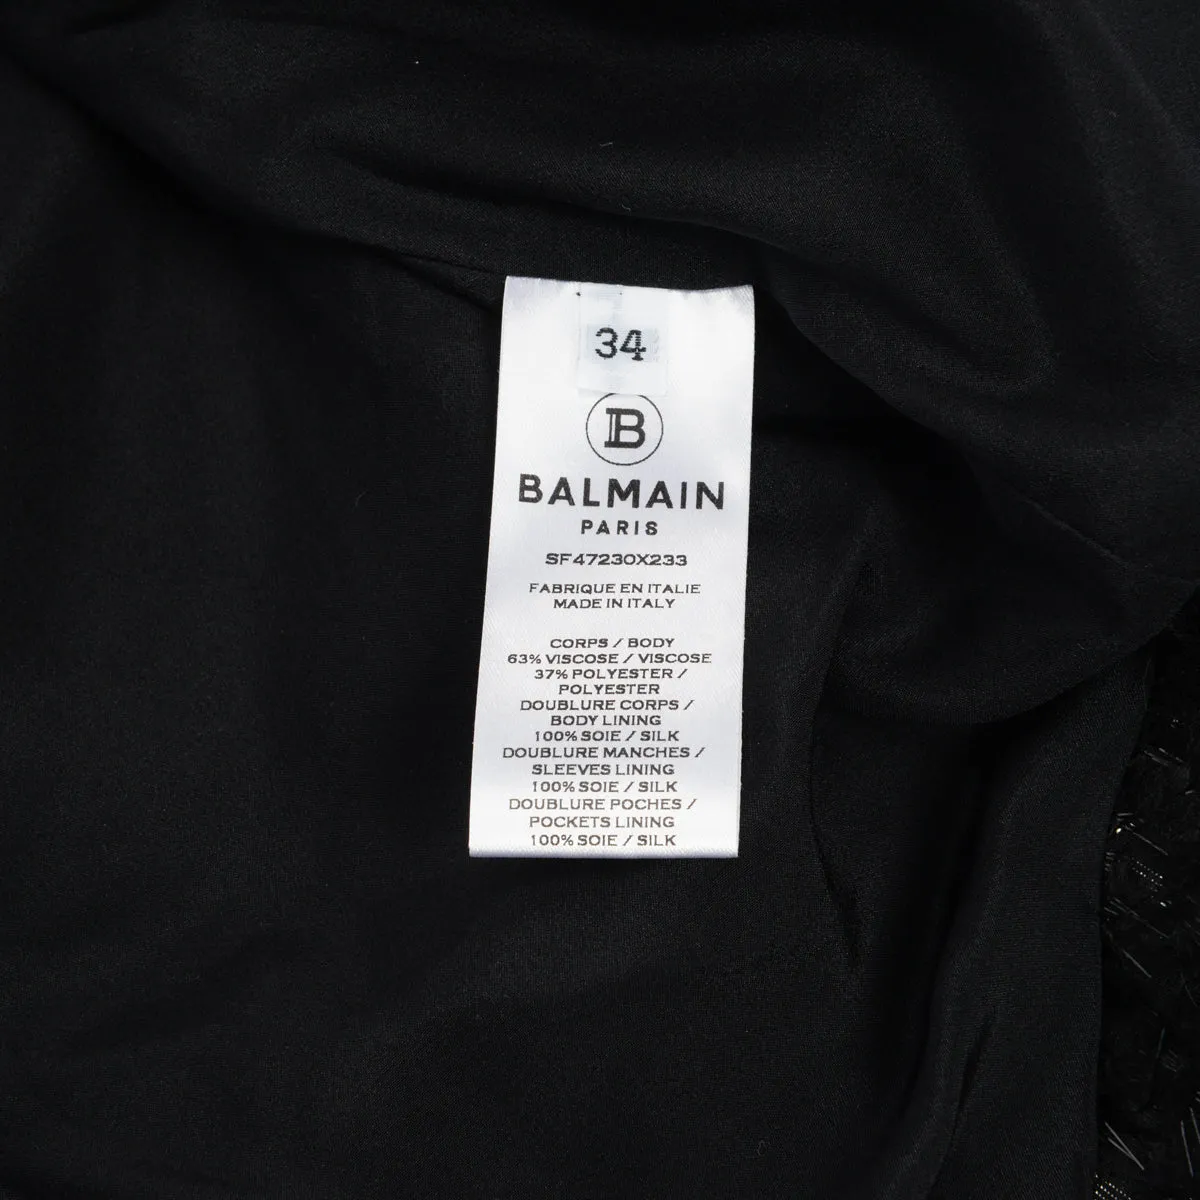 34
B
BALMAIN
PARIS
SF47230X233
FABRIQUE EN ITALIE
MADE IN ITALY
CORPS / BODY
63% VISCOSE / VISCOSE
37% POLYESTER /
POLYESTER
DOUBLURE CORPS /
BODY LINING
100% SOIE / SILK
DOUBLURE MANCHES /
SLEEVES LINING
100% SOIE / SILK
DOUBLURE POCHES /
POCKETS LINING
100% SOIE / SILK